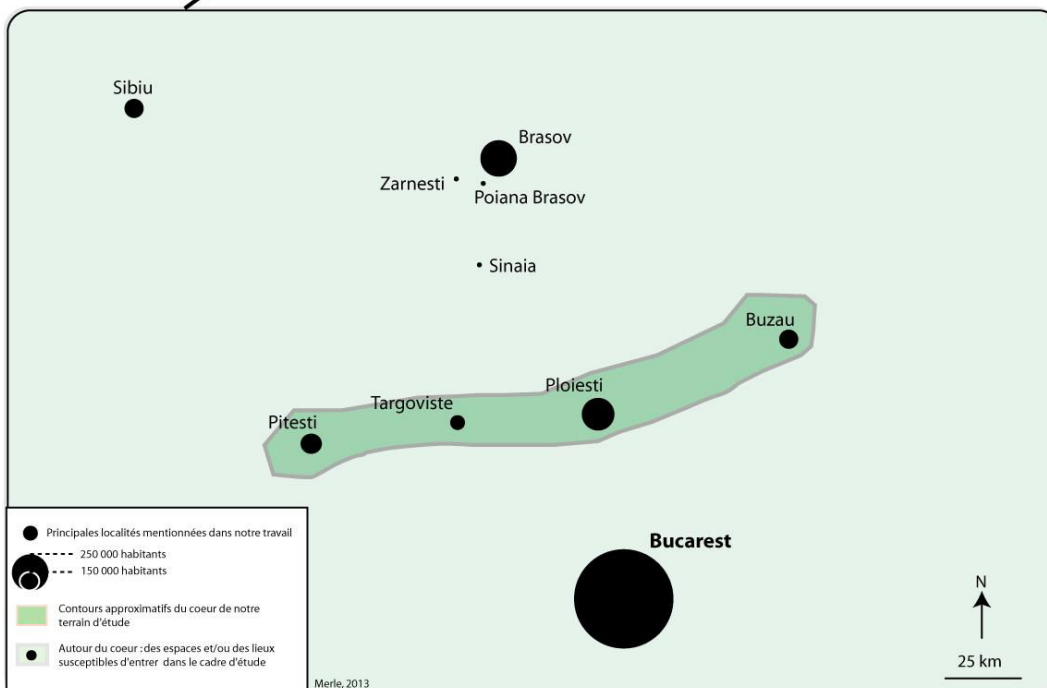 Sibiu
Brasov
Zarnesti
Poiana Brasov
Sinaia
Buzau
Ploiesti
Targoviste
Pitesti
Bucarest
Principales localités mentionnées dans notre travail
250 000 habitants
150 000 habitants
Contours approximatifs du coeur de notre
terrain d'étude
Autour du coeur : des espaces et/ou des lieux
susceptibles d'entrer dans le cadre d'étude
Merle, 2013
N
25 km